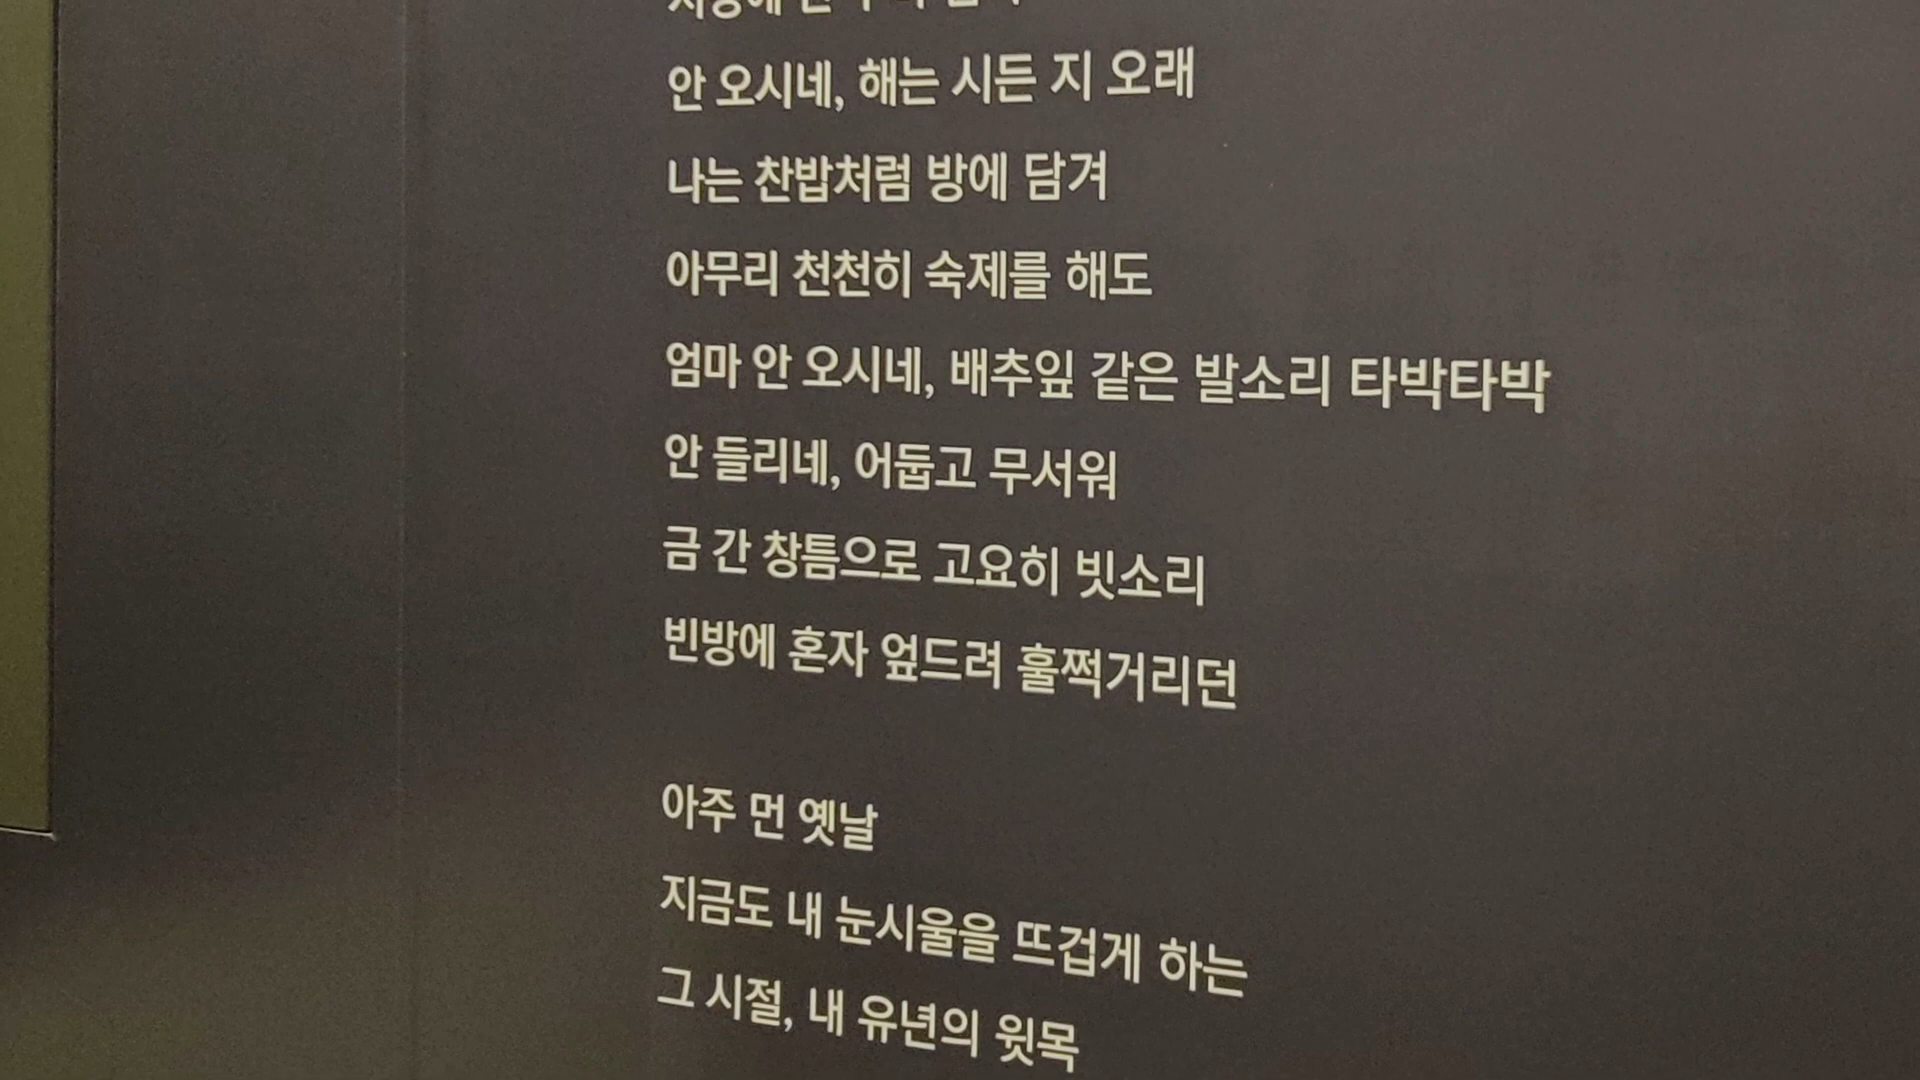 안 오시네, 해는 시든 지 오래
나는 찬밥처럼 방에 담겨
아무리 천천히 숙제를 해도
엄마 안 오시네, 배추잎 같은 발소리 타박타박
안 들리네, 어둡고 무서워
금 간 창틈으로 고요히 빗소리
빈방에 혼자 엎드려 훌쩍거리던
아주 먼 옛날
지금도 내 눈시울을 뜨겁게 하는
그 시절, 내 유년의 윗목